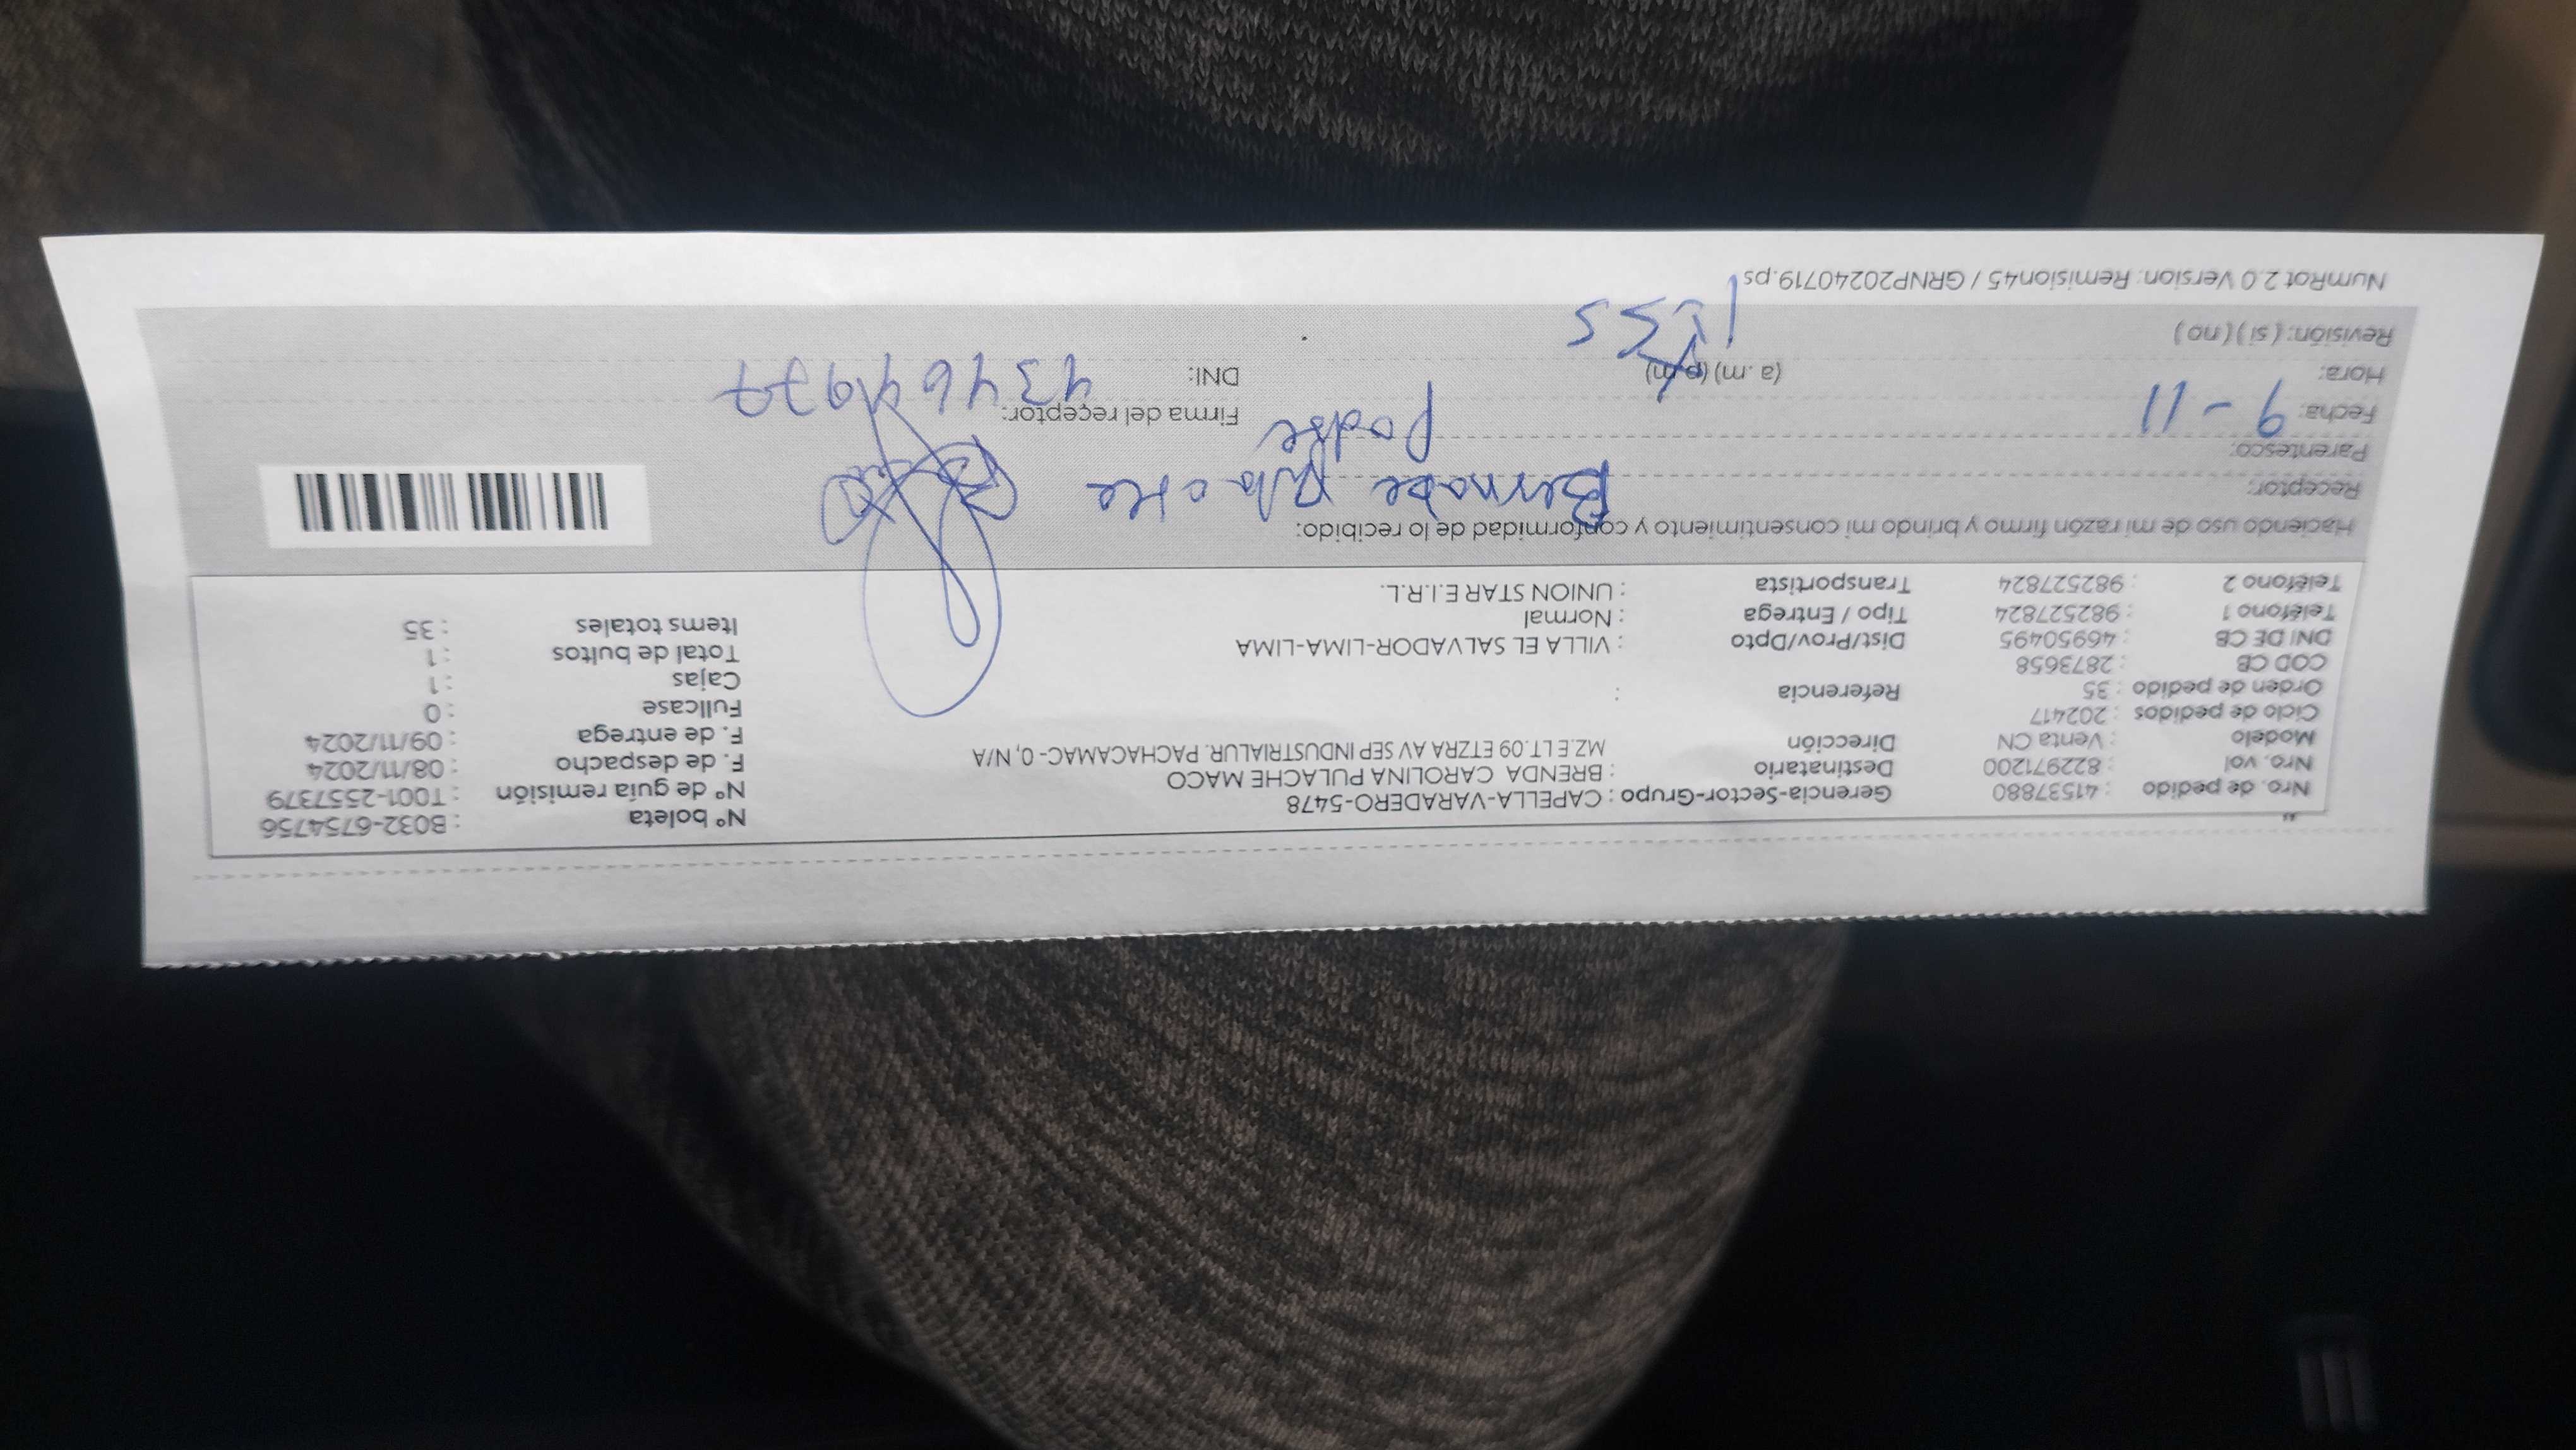 Nro. de pedido : 41537880 Gerencia-Sector-Grupo : CAPELLA-VARADERO-5478 N° boleta : B032-6754756
Nro. vol : 822971200 Destinatario : BRENDA CAROLINA PULACHE MACO N° de guía remisión : T001-2557379
Modelo : Venta CN Dirección MZ.E LT.09 ETZRA AV SEP INDUSTRIALUR. PACHACAMAC- 0, N/A F. de despacho : 08/11/2024
Ciclo de pedidos : 202417 F. de entrega : 09/11/2024
Orden de pedido : 35 Referencia : Fullcase : 0
COD CB : 2873658 Cajas : 1
DNI DE CB : 46950495 Dist/Prov/Dpto : VILLA EL SALVADOR-LIMA-LIMA Total de bultos : 1
Teléfono 1 : 982527824 Tipo / Entrega : Normal Items totales : 35
Teléfono 2 : 982527824 Transportista : UNION STAR E.I.R.L.
Haciendo uso de mi razón firmo y brindo mi consentimiento y conformidad de lo recibido:
Receptor: Bernabe
Parentesco: Padre
Fecha: 9-11 Firma del receptor:
Hora: (a.m) (p.m) DNI:
Revisión: (si) (no)
NumRot 2.0 Version: Remision45 / GRNP20240719.ps